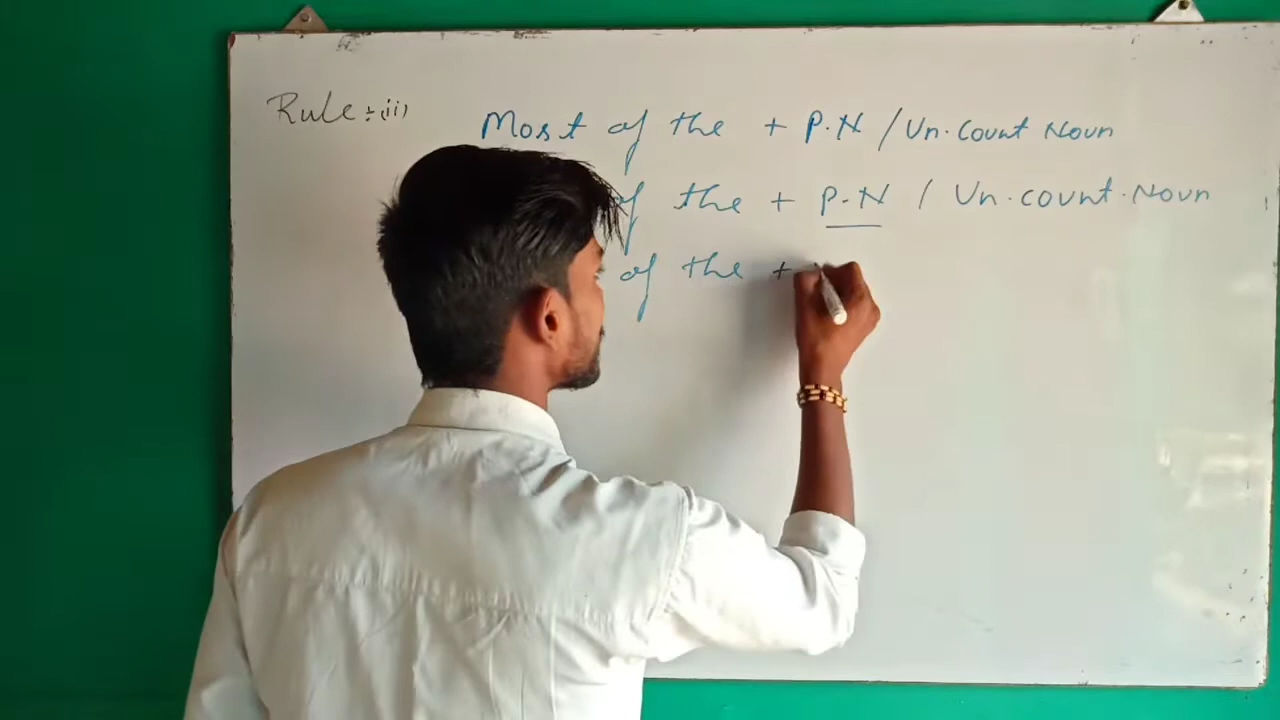 Rule:-(ii) Most of the + P.N / Un.Count Noun
of the + P.N / Un.count.Noun
of the +